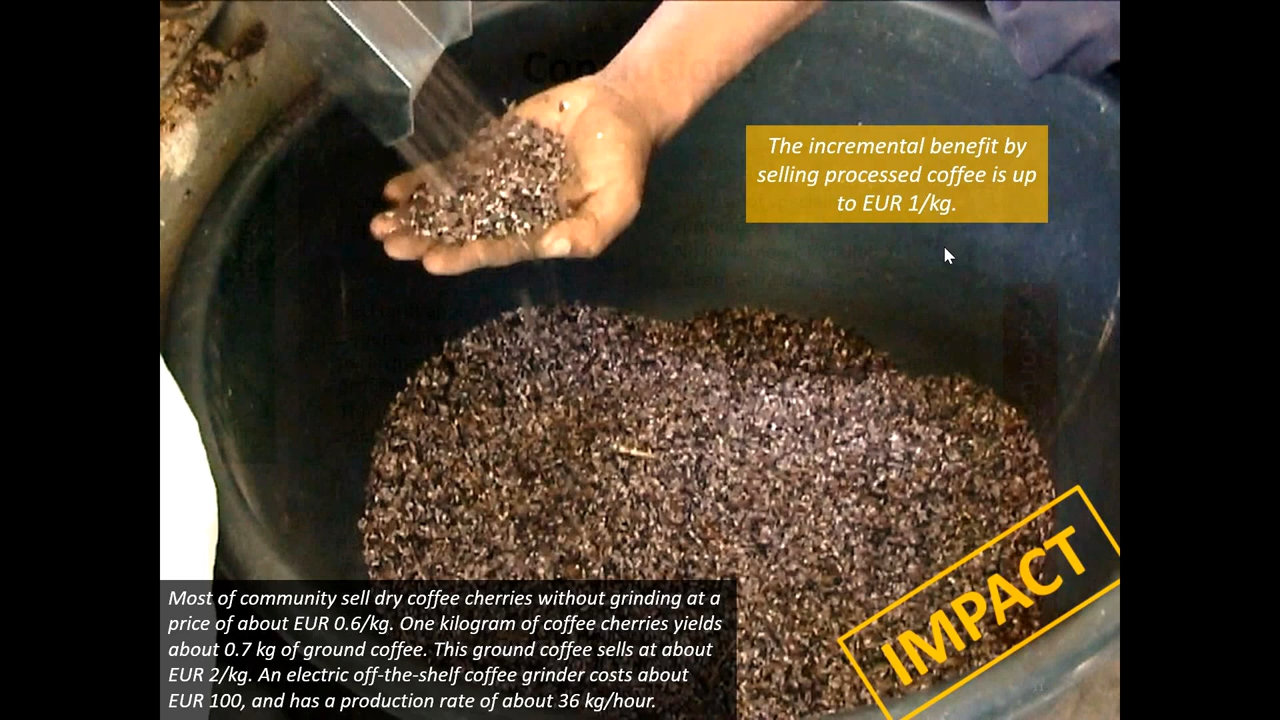 Conclusions
The incremental benefit by
selling processed coffee is up
to EUR 1/kg.
Most of community sell dry coffee cherries without grinding at a
price of about EUR 0.6/kg. One kilogram of coffee cherries yields
about 0.7 kg of ground coffee. This ground coffee sells at about
EUR 2/kg. An electric off-the-shelf coffee grinder costs about
EUR 100, and has a production rate of about 36 kg/hour.
IMPACT